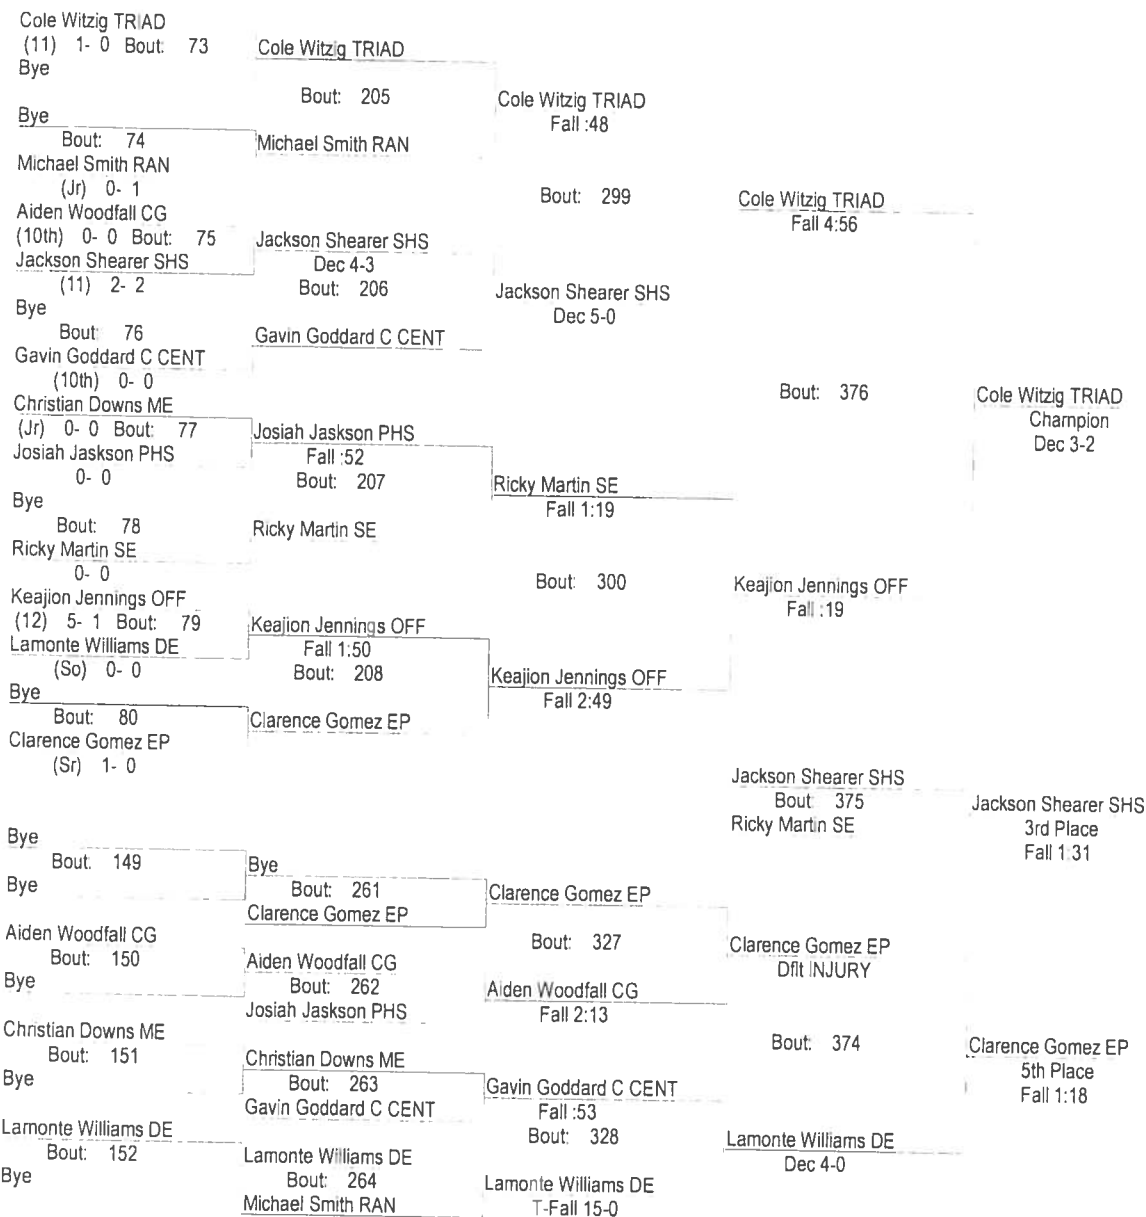 Cole Witzig TRIAD
(11) 1- 0 Bout: 73
Bye
Bye
Bout: 74
Michael Smith RAN
(Jr) 0- 1
Aiden Woodfall CG
(10th) 0- 0 Bout: 75
Jackson Shearer SHS
(11) 2- 2
Bye
Bout: 76
Gavin Goddard C CENT
(10th) 0- 0
Christian Downs ME
(Jr) 0- 0 Bout: 77
Josiah Jaskson PHS
0- 0
Bye
Bout: 78
Ricky Martin SE
0- 0
Keajion Jennings OFF
(12) 5- 1 Bout: 79
Lamonte Williams DE
(So) 0- 0
Bye
Bout: 80
Clarence Gomez EP
(Sr) 1- 0
Cole Witzig TRIAD
Bout: 205
Michael Smith RAN
Jackson Shearer SHS
Dec 4-3
Bout: 206
Gavin Goddard C CENT
Josiah Jaskson PHS
Fall :52
Bout: 207
Ricky Martin SE
Keajion Jennings OFF
Fall 1:50
Bout: 208
Clarence Gomez EP
Cole Witzig TRIAD
Fall :48
Bout: 299
Jackson Shearer SHS
Dec 5-0
Ricky Martin SE
Fall 1:19
Bout: 300
Keajion Jennings OFF
Fall 2:49
Cole Witzig TRIAD
Fall 4:56
Bout: 376
Keajion Jennings OFF
Fall :19
Cole Witzig TRIAD
Champion
Dec 3-2
Jackson Shearer SHS
Bout: 375
Ricky Martin SE
Jackson Shearer SHS
3rd Place
Fall 1:31
Bye
Bout: 149
Bye
Aiden Woodfall CG
Bout: 150
Bye
Christian Downs ME
Bout: 151
Bye
Lamonte Williams DE
Bout: 152
Bye
Bye
Bout: 261
Clarence Gomez EP
Aiden Woodfall CG
Bout: 262
Josiah Jaskson PHS
Christian Downs ME
Bout: 263
Gavin Goddard C CENT
Lamonte Williams DE
Bout: 264
Michael Smith RAN
Clarence Gomez EP
Bout: 327
Aiden Woodfall CG
Fall 2:13
Gavin Goddard C CENT
Fall :53
Bout: 328
Lamonte Williams DE
T-Fall 15-0
Clarence Gomez EP
Dflt INJURY
Bout: 374
Lamonte Williams DE
Dec 4-0
Clarence Gomez EP
5th Place
Fall 1:18